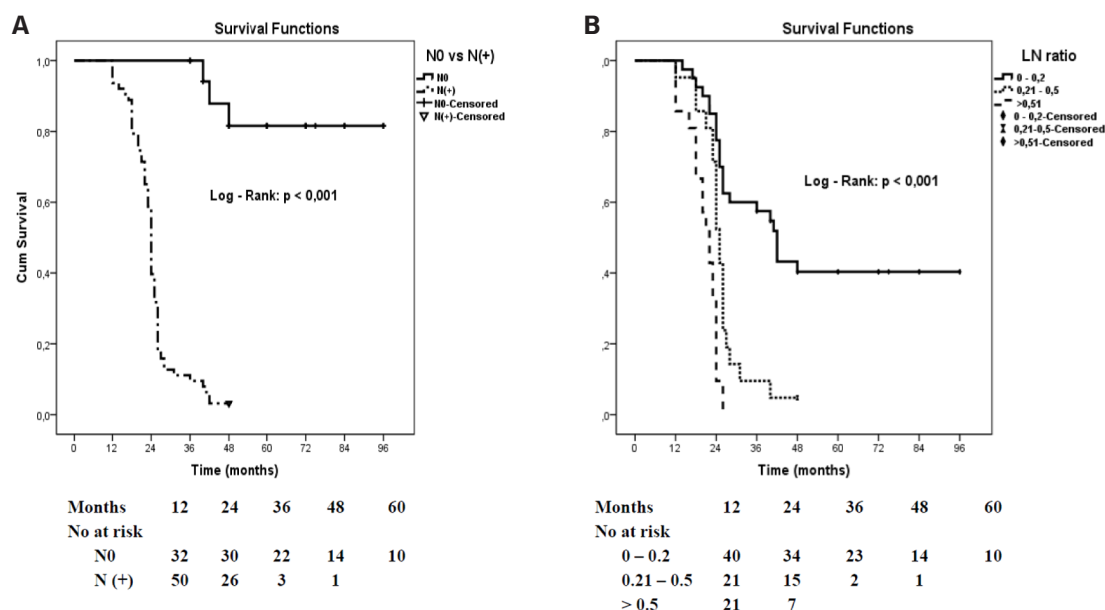 A
Survival Functions
N0 vs N(+)
N0
N(+)
N0-Censored
N(+)-Censored
Log - Rank: p < 0,001
Cum Survival
1,0
0,8
0,6
0,4
0,2
0,0
0 12 24 36 48 60 72 84 96
Time (months)
Months 12 24 36 48 60
No at risk
N0 32 30 22 14 10
N (+) 50 26 3 1
B
Survival Functions
LN ratio
0 - 0,2
0,21 - 0,5
>0,51
0 - 0,2-Censored
0,21-0,5-Censored
>0,51-Censored
Log - Rank: p < 0,001
1,0
,8
,6
,4
,2
0,0
0 12 24 36 48 60 72 84 96
Time (months)
Months 12 24 36 48 60
No at risk
0 – 0.2 40 34 23 14 10
0.21 – 0.5 21 15 2 1
> 0.5 21 7